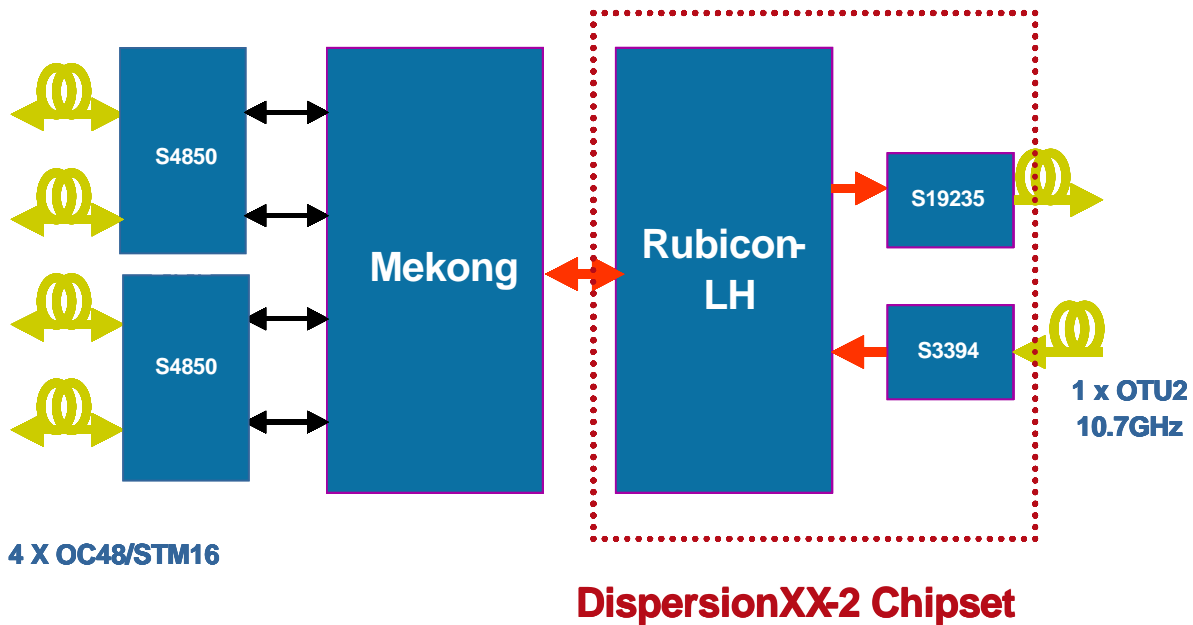 S4850
S4850
Mekong
Rubicon-
LH
S19235
S3394
1 x OTU2
10.7GHz
4 X OC48/STM16
DispersionXX-2 Chipset